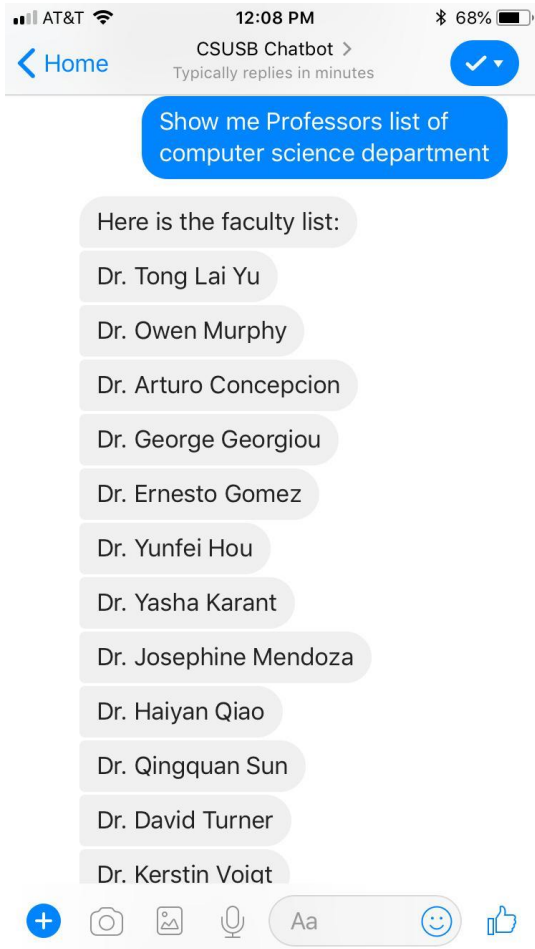 AT&T 12:08 PM 68%
Home CSUSB Chatbot
Typically replies in minutes
Show me Professors list of
computer science department
Here is the faculty list:
Dr. Tong Lai Yu
Dr. Owen Murphy
Dr. Arturo Concepcion
Dr. George Georgiou
Dr. Ernesto Gomez
Dr. Yunfei Hou
Dr. Yasha Karant
Dr. Josephine Mendoza
Dr. Haiyan Qiao
Dr. Qingquan Sun
Dr. David Turner
Dr. Kerstin Voigt
Aa